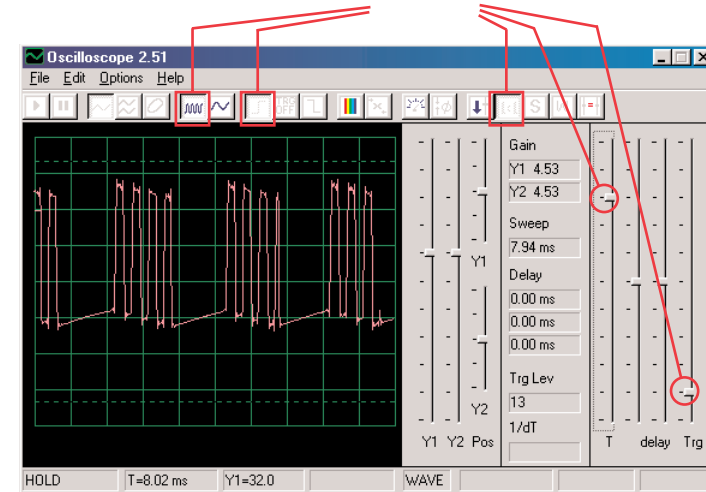 Oscilloscope 2.51
File Edit Options Help
TRG
OFF
S
Gain
Y1 4.53
Y2 4.53
Sweep
7.94 ms
Y1
Delay
0.00 ms
0.00 ms
0.00 ms
Trg Lev
13
Y2
1/dT
Y1 Y2 Pos
T delay Trg
HOLD T=8.02 ms Y1=32.0 WAVE